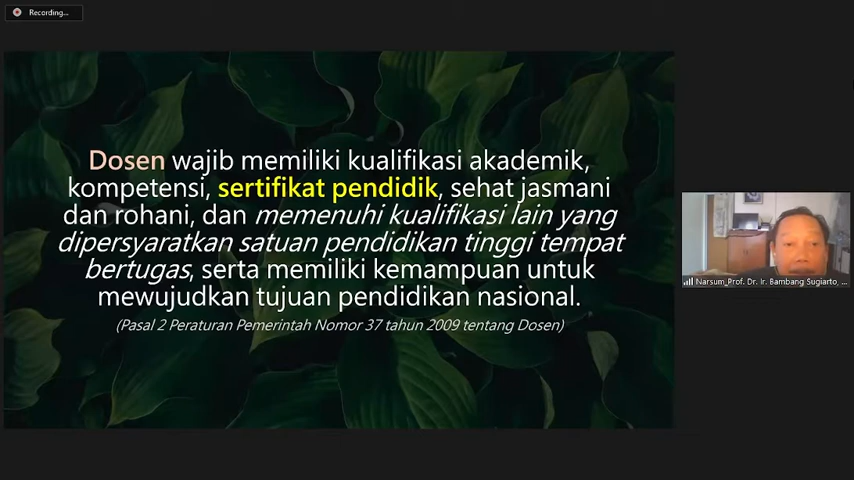 Recording...
Dosen wajib memiliki kualifikasi akademik,
kompetensi, sertifikat pendidik, sehat jasmani
dan rohani, dan memenuhi kualifikasi lain yang
dipersyaratkan satuan pendidikan tinggi tempat
bertugas, serta memiliki kemampuan untuk
mewujudkan tujuan pendidikan nasional.
(Pasal 2 Peraturan Pemerintah Nomor 37 tahun 2009 tentang Dosen)
Narsum_Prof. Dr. Ir. Bambang Sugiarto, ...